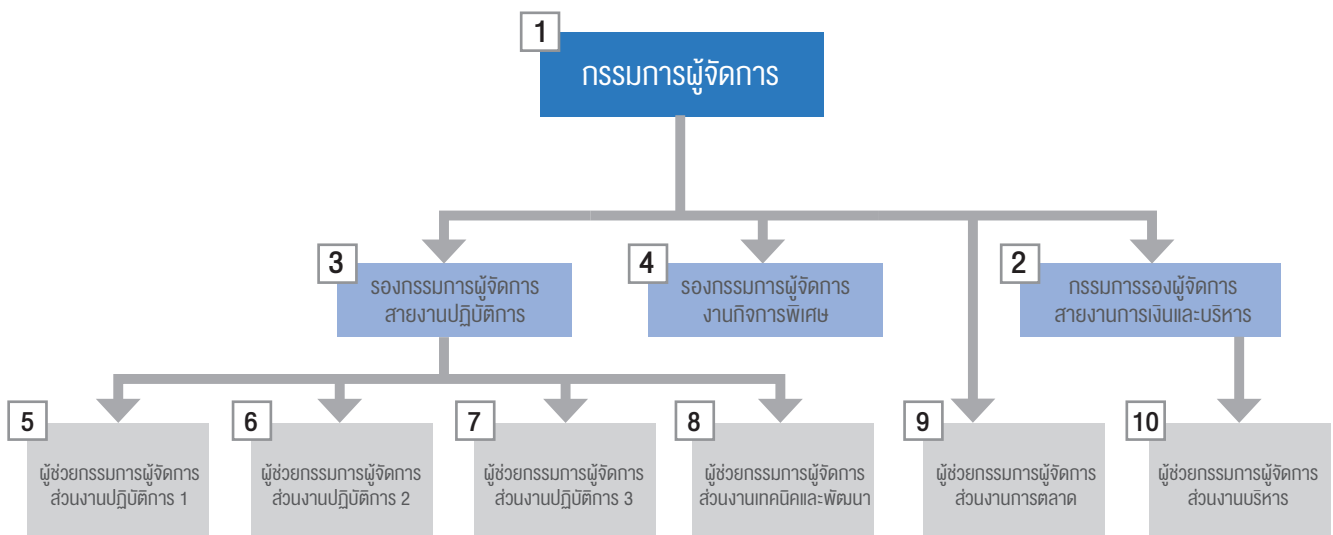 1
กรรมการผู้จัดการ
3
รองกรรมการผู้จัดการ
สายงานปฏิบัติการ
4
รองกรรมการผู้จัดการ
งานกิจการพิเศษ
2
กรรมการรองผู้จัดการ
สายงานการเงินและบริหาร
5
ผู้ช่วยกรรมการผู้จัดการ
ส่วนงานปฏิบัติการ 1
6
ผู้ช่วยกรรมการผู้จัดการ
ส่วนงานปฏิบัติการ 2
7
ผู้ช่วยกรรมการผู้จัดการ
ส่วนงานปฏิบัติการ 3
8
ผู้ช่วยกรรมการผู้จัดการ
ส่วนงานเทคนิคและพัฒนา
9
ผู้ช่วยกรรมการผู้จัดการ
ส่วนงานการตลาด
10
ผู้ช่วยกรรมการผู้จัดการ
ส่วนงานบริหาร